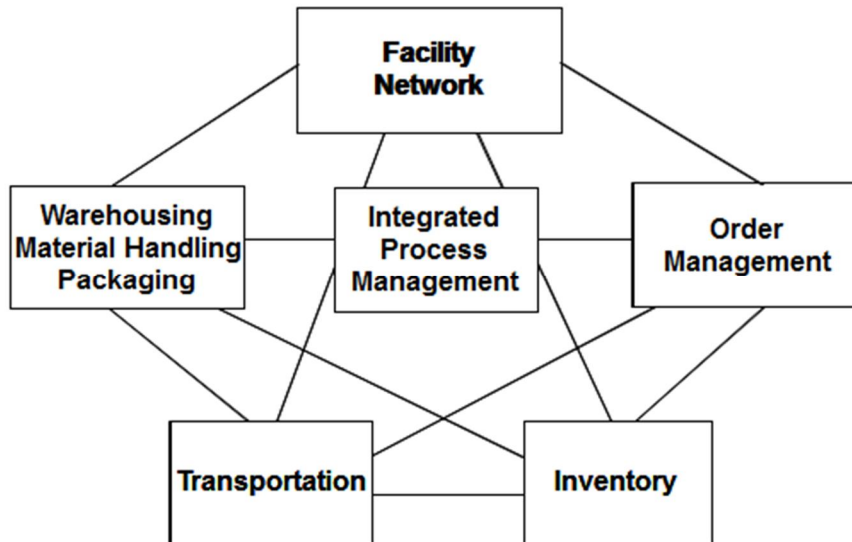 Facility
Network
Warehousing
Material Handling
Packaging
Integrated
Process
Management
Order
Management
Transportation
Inventory